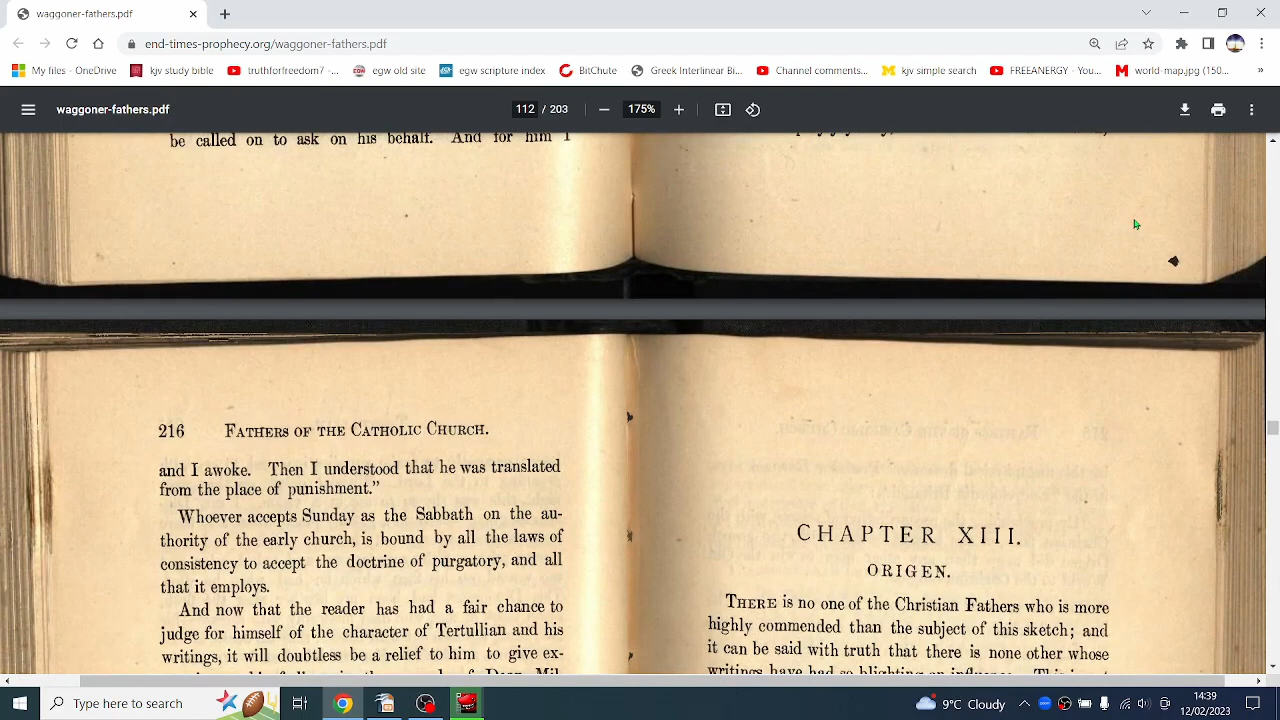 waggoner-fathers.pdf
end-times-prophecy.org/waggoner-fathers.pdf
My files - OneDrive
kjv study bible
truthforfreedom7 -...
egw old site
egw scripture index
BitChute
Greek Interlinear Bi...
Channel comments...
kjv simple search
FREEANERGY - You...
world-map.jpg (150...
»
waggoner-fathers.pdf
112 / 203
175%
be called on to ask on his behalf. And for him I
216 FATHERS OF THE CATHOLIC CHURCH.
and I awoke. Then I understood that he was translated
from the place of punishment.”
Whoever accepts Sunday as the Sabbath on the au-
thority of the early church, is bound by all the laws of
consistency to accept the doctrine of purgatory, and all
that it employs.
And now that the reader has had a fair chance to
judge for himself of the character of Tertullian and his
writings, it will doubtless be a relief to him to give ex-
CHAPTER XIII.
ORIGEN.
THERE is no one of the Christian Fathers who is more
highly commended than the subject of this sketch; and
it can be said with truth that there is none other whose
writings have had so blighting an influence.
Type here to search
9°C Cloudy
14:39
12/02/2023